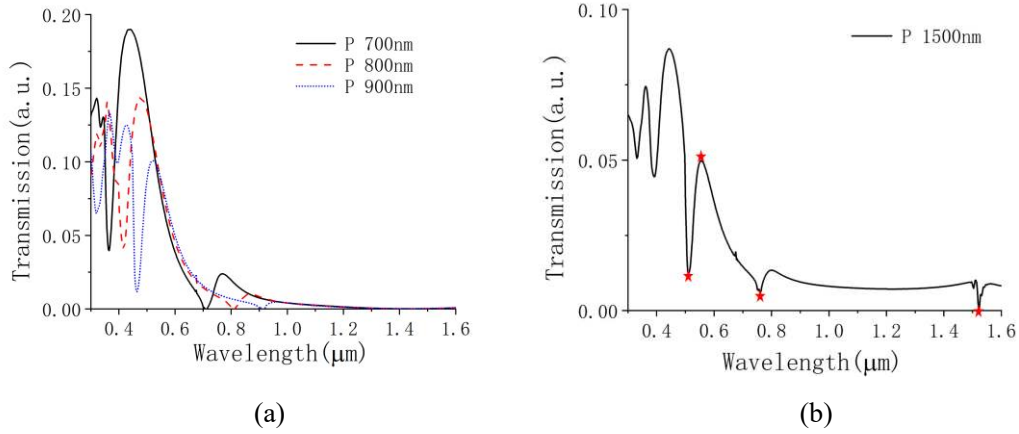 0.20
0.15
0.10
0.05
0.00
Transmission(a.u.)
P 700nm
P 800nm
P 900nm
0.4 0.6 0.8 1.0 1.2 1.4 1.6
Wavelength(μm)
(a)
0.10
0.05
0.00
Transmission(a.u.)
P 1500nm
0.4 0.6 0.8 1.0 1.2 1.4 1.6
Wavelength(μm)
(b)